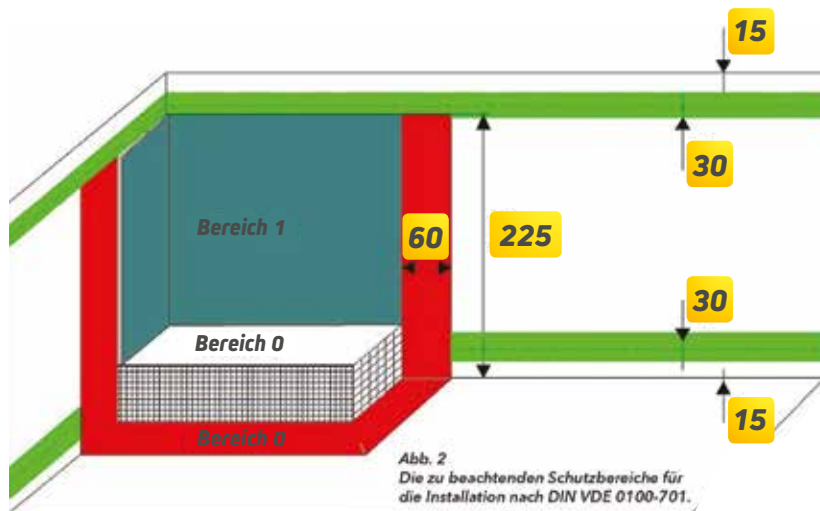 15
30
Bereich 1
60
225
30
Bereich 0
Bereich 0
15
Abb. 2
Die zu beachtenden Schutzbereiche für
die Installation nach DIN VDE 0100-701.